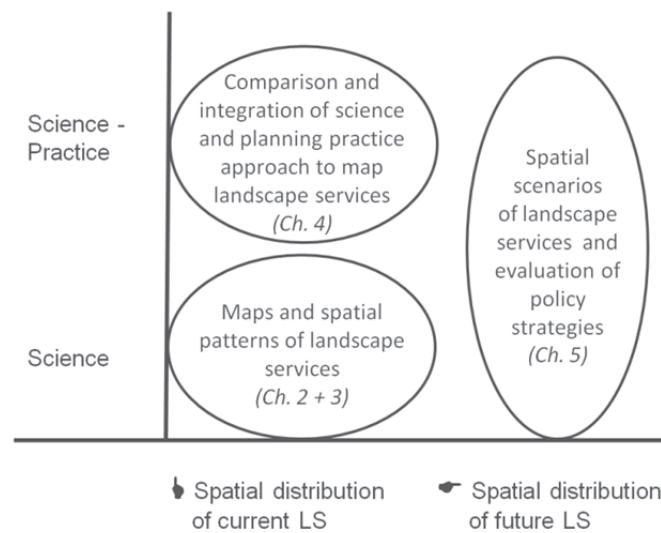 Science -
Practice
Comparison and
integration of science
and planning practice
approach to map
landscape services
(Ch. 4)
Spatial
scenarios
of landscape
services and
evaluation of
policy
strategies
(Ch. 5)
Science
Maps and spatial
patterns of landscape
services
(Ch. 2 + 3)
Spatial distribution
of current LS
Spatial distribution
of future LS